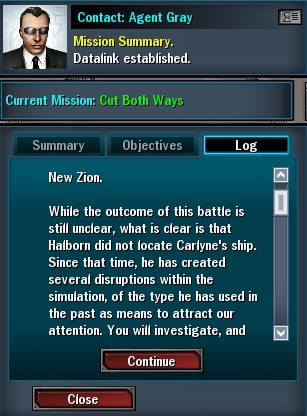 Contact: Agent Gray
Mission Summary.
Datalink established.
Current Mission: Cut Both Ways
Summary
Objectives
Log
New Zion.
While the outcome of this battle is
still unclear, what is clear is that
Halborn did not locate Carlyne's ship.
Since that time, he has created
several disruptions within the
simulation, of the type he has used in
the past as means to attract our
attention. You will investigate, and
Continue
Close